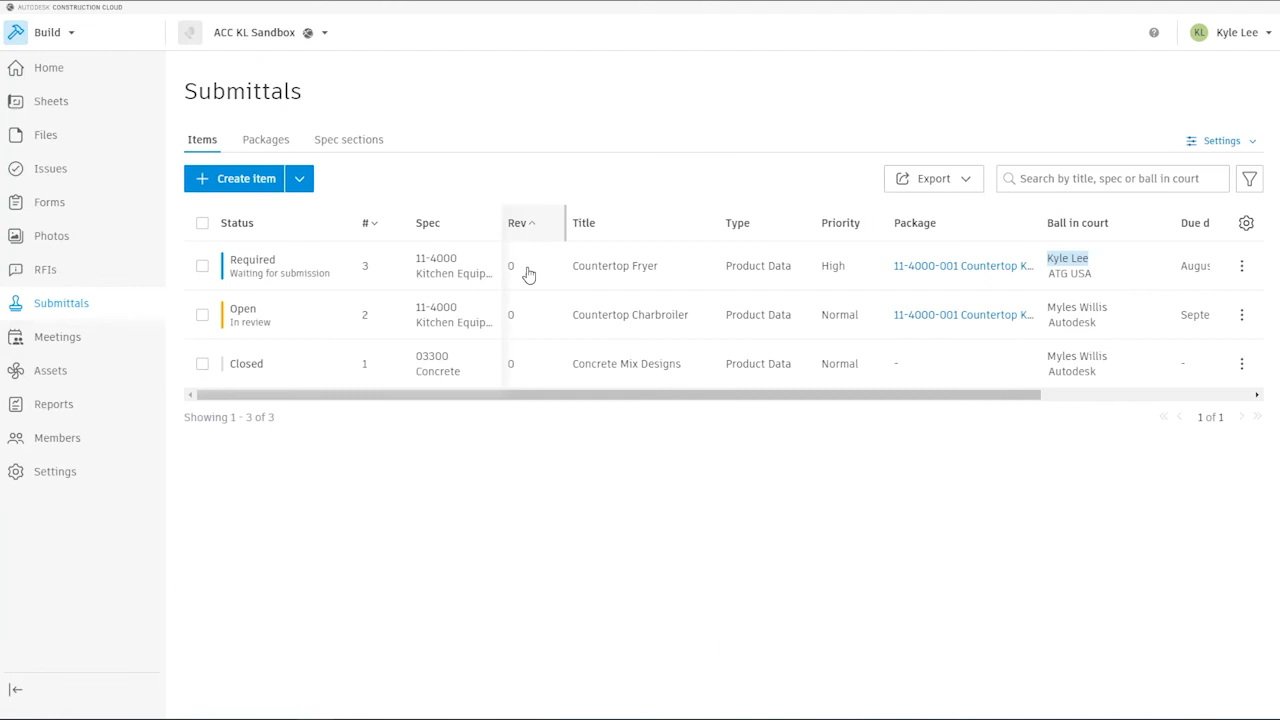 AUTODESK CONSTRUCTION CLOUD
Build
ACC KL Sandbox
KL
Kyle Lee
Home
Sheets
Files
Issues
Forms
Photos
RFIs
Submittals
Meetings
Assets
Reports
Members
Settings
Submittals
Items Packages Spec sections
Settings
+ Create item
Export
Search by title, spec or ball in court
Status # Spec Rev Title Type Priority Package Ball in court Due d
Required
Waiting for submission
3
11-4000
Kitchen Equip...
0
Countertop Fryer
Product Data
High
11-4000-001 Countertop K...
Kyle Lee
ATG USA
Augus
Open
In review
2
11-4000
Kitchen Equip...
0
Countertop Charbroiler
Product Data
Normal
11-4000-001 Countertop K...
Myles Willis
Autodesk
Septe
Closed
1
03300
Concrete
0
Concrete Mix Designs
Product Data
Normal
-
Myles Willis
Autodesk
-
Showing 1 - 3 of 3
1 of 1